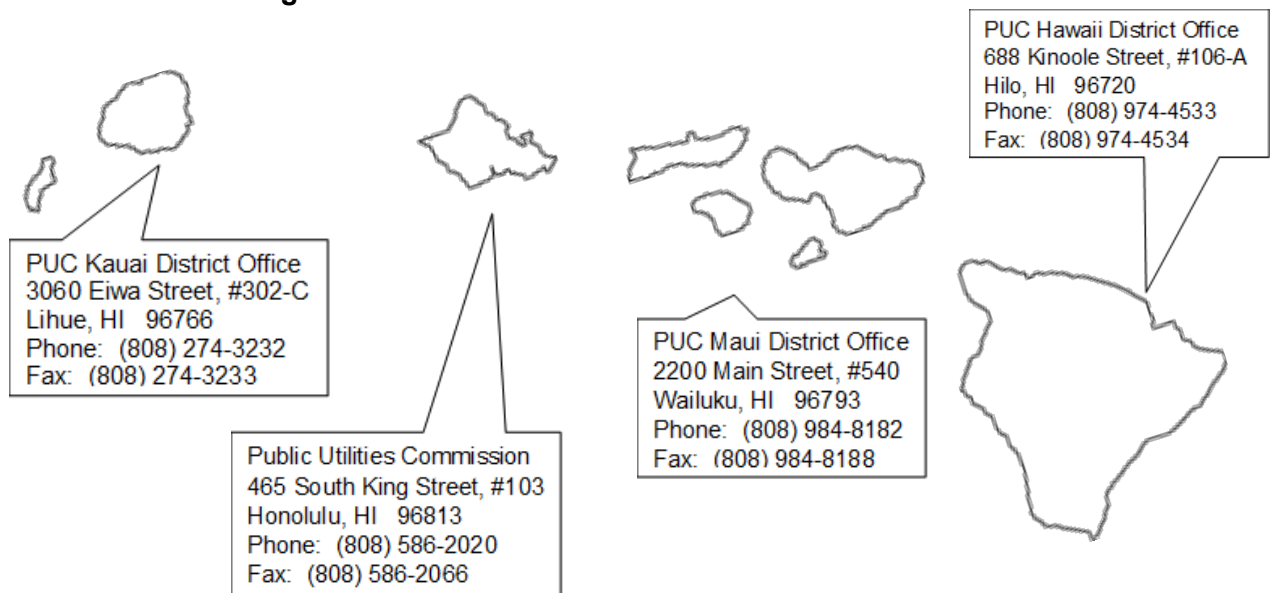 PUC Hawaii District Office
688 Kinoole Street, #106-A
Hilo, HI 96720
Phone: (808) 974-4533
Fax: (808) 974-4534
PUC Kauai District Office
3060 Eiwa Street, #302-C
Lihue, HI 96766
Phone: (808) 274-3232
Fax: (808) 274-3233
PUC Maui District Office
2200 Main Street, #540
Wailuku, HI 96793
Phone: (808) 984-8182
Fax: (808) 984-8188
Public Utilities Commission
465 South King Street, #103
Honolulu, HI 96813
Phone: (808) 586-2020
Fax: (808) 586-2066